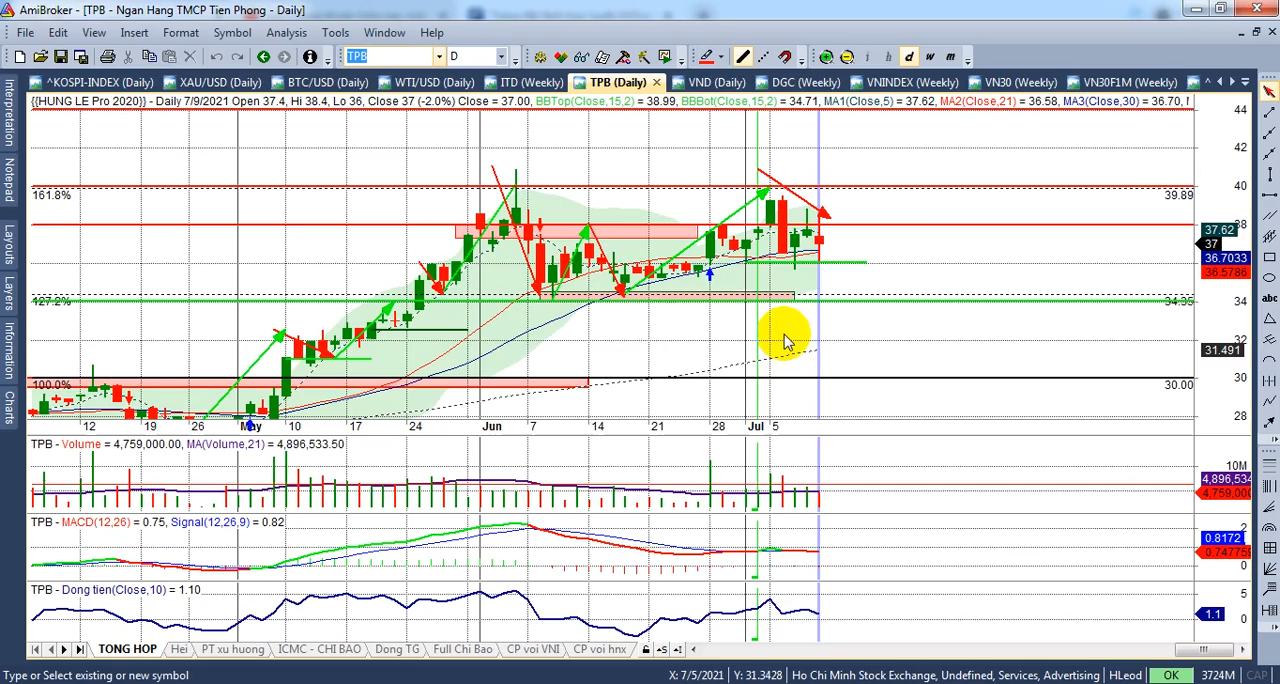 AmiBroker - [TPB - Ngan Hang TMCP Tien Phong - Daily]
File Edit View Insert Format Symbol Analysis Tools Window Help
TPB D i h d w m
^KOSPI-INDEX (Daily) XAU/USD (Daily) BTC/USD (Daily) WTI/USD (Daily) ITD (Weekly) TPB (Daily) VND (Daily) DGC (Weekly) VNINDEX (Weekly) VN30 (Weekly) VN30F1M (Weekly)
{{HUNG LE Pro 2020}} - Daily 7/9/2021 Open 37.4, Hi 38.4, Lo 36, Close 37 (-2.0%) Close = 37.00, BBTop(Close,15,2) = 38.99, BBBot(Close,15,2) = 34.71, MA1(Close,5) = 37.62, MA2(Close,21) = 36.58, MA3(Close,30) = 36.70,
Interpretation
Notepad
Layouts
Layers
Information
Charts
abc
44
42
40
161.8% 39.89
38
37.62
37
36.7033
36.5786
127.2% 34.35
34
32
31.491
100.0% 30.00
30
28
12 19 26 May 10 17 24 Jun 7 14 21 28 Jul 5
TPB - Volume = 4,759,000.00, MA(Volume,21) = 4,896,533.50
10M
4,896,534
4,759,000
TPB - MACD(12,26) = 0.75, Signal(12,26,9) = 0.82
2
0.8172
0.747759
0
TPB - Dong tien(Close,10) = 1.10
5
1.1
0
TONG HOP Hei PT xu huong ICMC - CHI BAO Dong TG Full Chi Bao CP voi VNI CP voi hnx
Type or Select existing or new symbol X: 7/5/2021 Y: 31.3428 Ho Chi Minh Stock Exchange, Undefined, Services, Advertising HLeod OK 3724M CAP